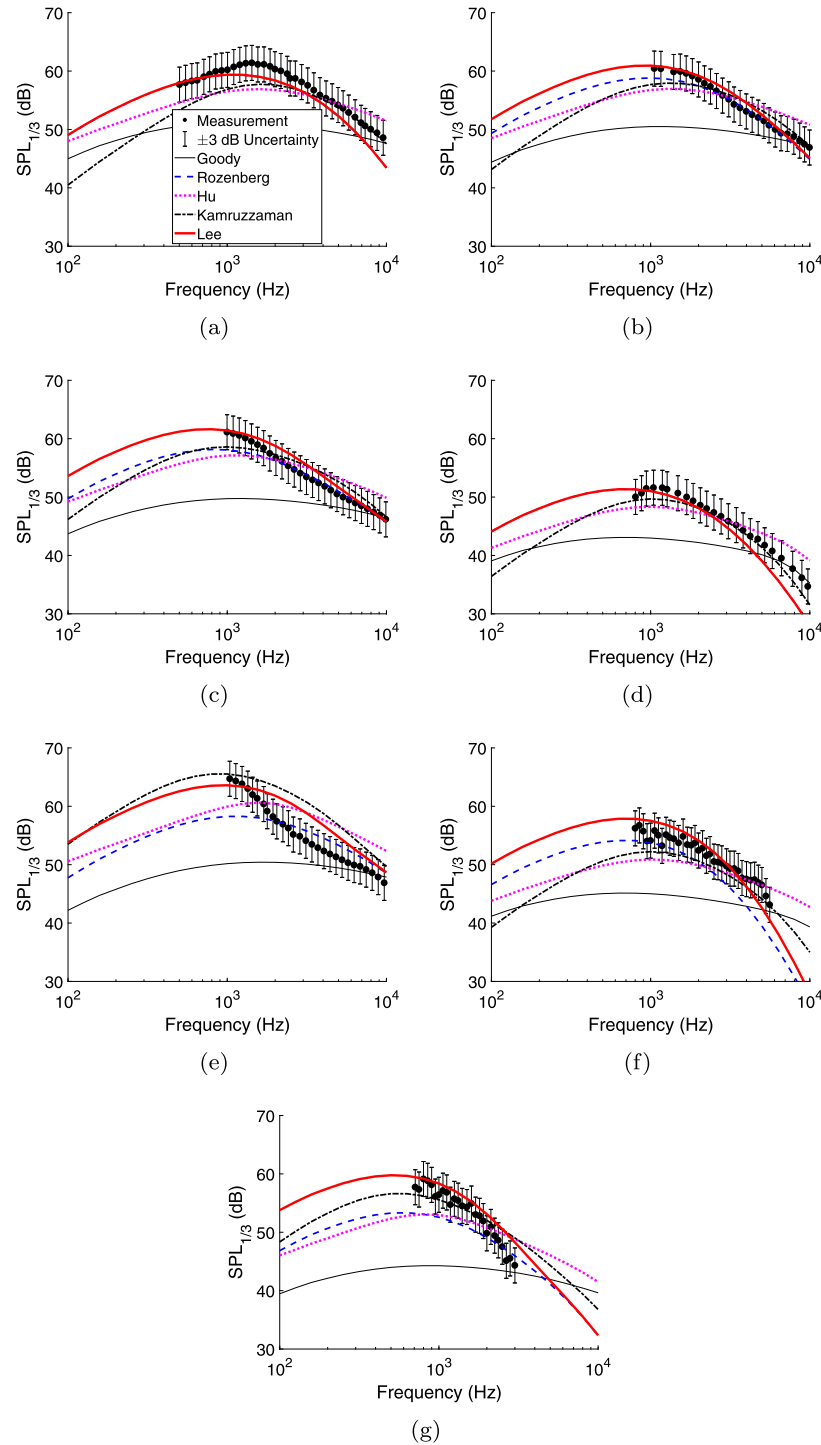 70
60
50
40
30
SPL1/3 (dB)
Measurement
±3 dB Uncertainty
Goody
Rozenberg
Hu
Kamruzzaman
Lee
10^2
10^3
10^4
Frequency (Hz)
(a)
70
60
50
40
30
SPL1/3 (dB)
10^2
10^3
10^4
Frequency (Hz)
(b)
70
60
50
40
30
SPL1/3 (dB)
10^2
10^3
10^4
Frequency (Hz)
(c)
70
60
50
40
30
SPL1/3 (dB)
10^2
10^3
10^4
Frequency (Hz)
(d)
70
60
50
40
30
SPL1/3 (dB)
10^2
10^3
10^4
Frequency (Hz)
(e)
70
60
50
40
30
SPL1/3 (dB)
10^2
10^3
10^4
Frequency (Hz)
(f)
70
60
50
40
30
SPL1/3 (dB)
10^2
10^3
10^4
Frequency (Hz)
(g)